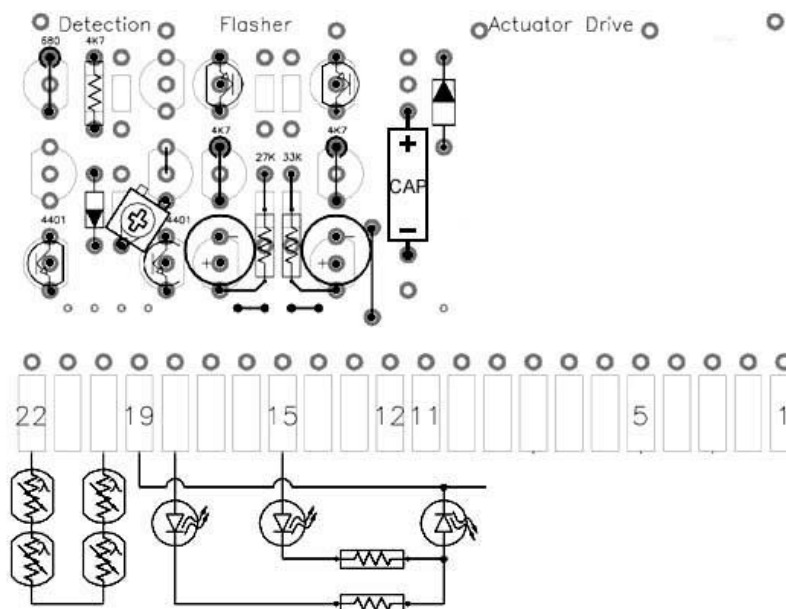 Detection Flasher Actuator Drive
680 4K7
4K7 27K 33K 4K7
+
CAP
−
4401 4401
− −
+ +
22 19 15 12 11 5 1